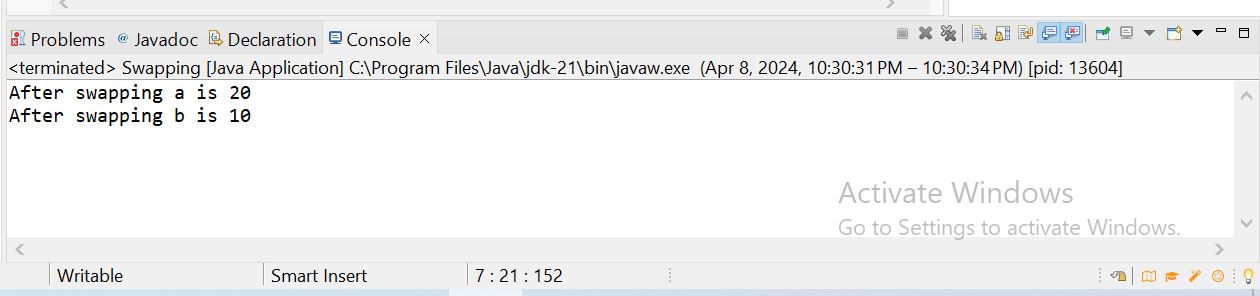 Problems Javadoc Declaration Console
<terminated> Swapping [Java Application] C:\Program Files\Java\jdk-21\bin\javaw.exe (Apr 8, 2024, 10:30:31 PM – 10:30:34 PM) [pid: 13604]
After swapping a is 20
After swapping b is 10
Activate Windows
Go to Settings to activate Windows.
Writable Smart Insert 7 : 21 : 152